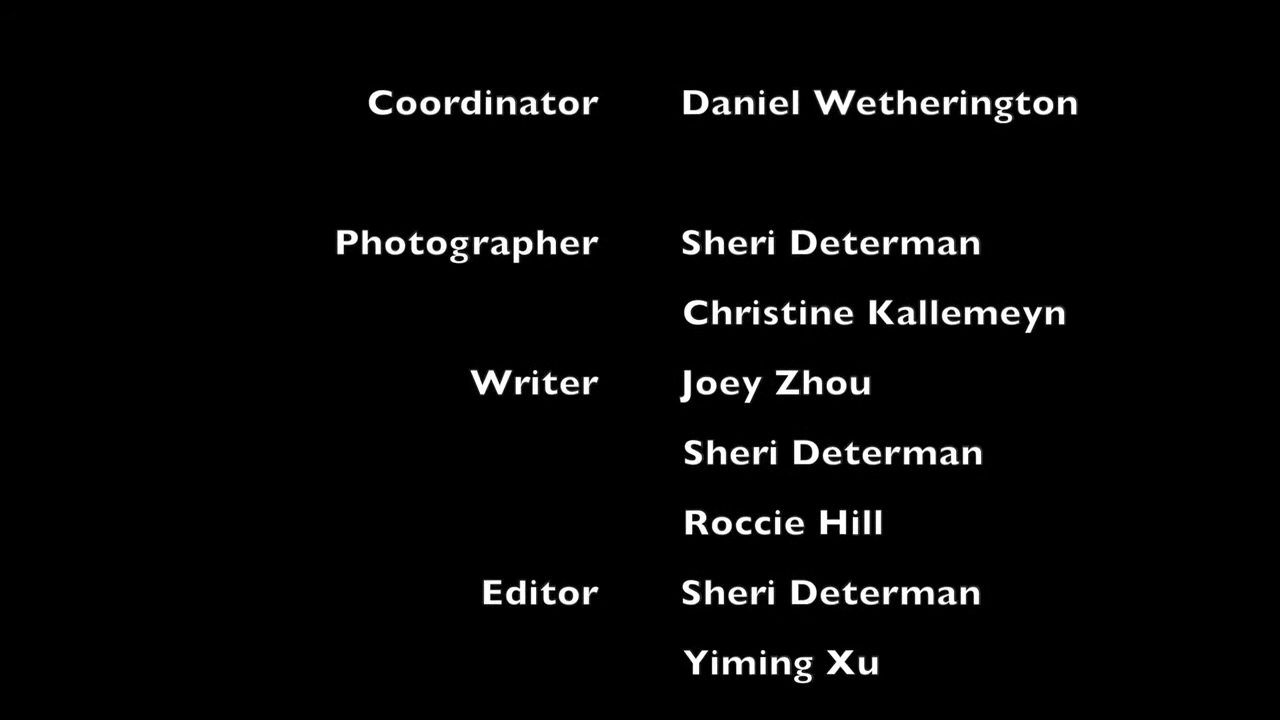 Coordinator Daniel Wetherington
Photographer Sheri Determan
Christine Kallemeyn
Writer Joey Zhou
Sheri Determan
Roccie Hill
Editor Sheri Determan
Yiming Xu